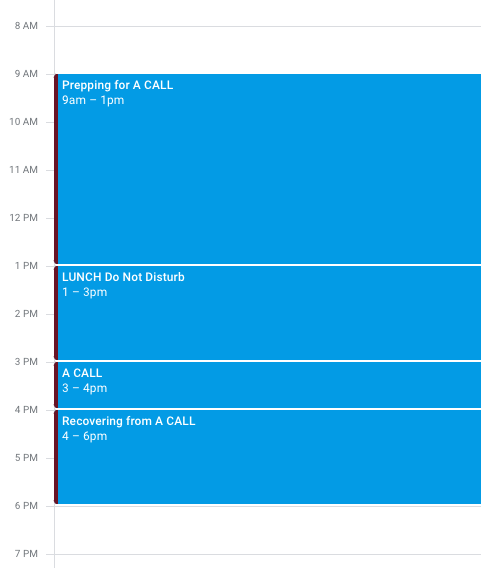 8 AM
9 AM
Prepping for A CALL
9am – 1pm
10 AM
11 AM
12 PM
1 PM
LUNCH Do Not Disturb
1 – 3pm
2 PM
3 PM
A CALL
3 – 4pm
4 PM
Recovering from A CALL
4 – 6pm
5 PM
6 PM
7 PM